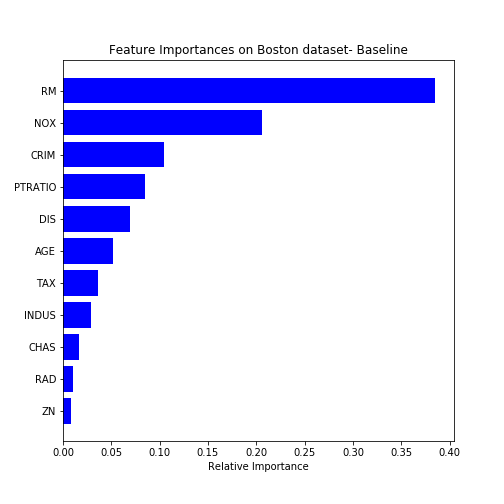 Feature Importances on Boston dataset- Baseline
RM
NOX
CRIM
PTRATIO
DIS
AGE
TAX
INDUS
CHAS
RAD
ZN
0.00 0.05 0.10 0.15 0.20 0.25 0.30 0.35 0.40
Relative Importance